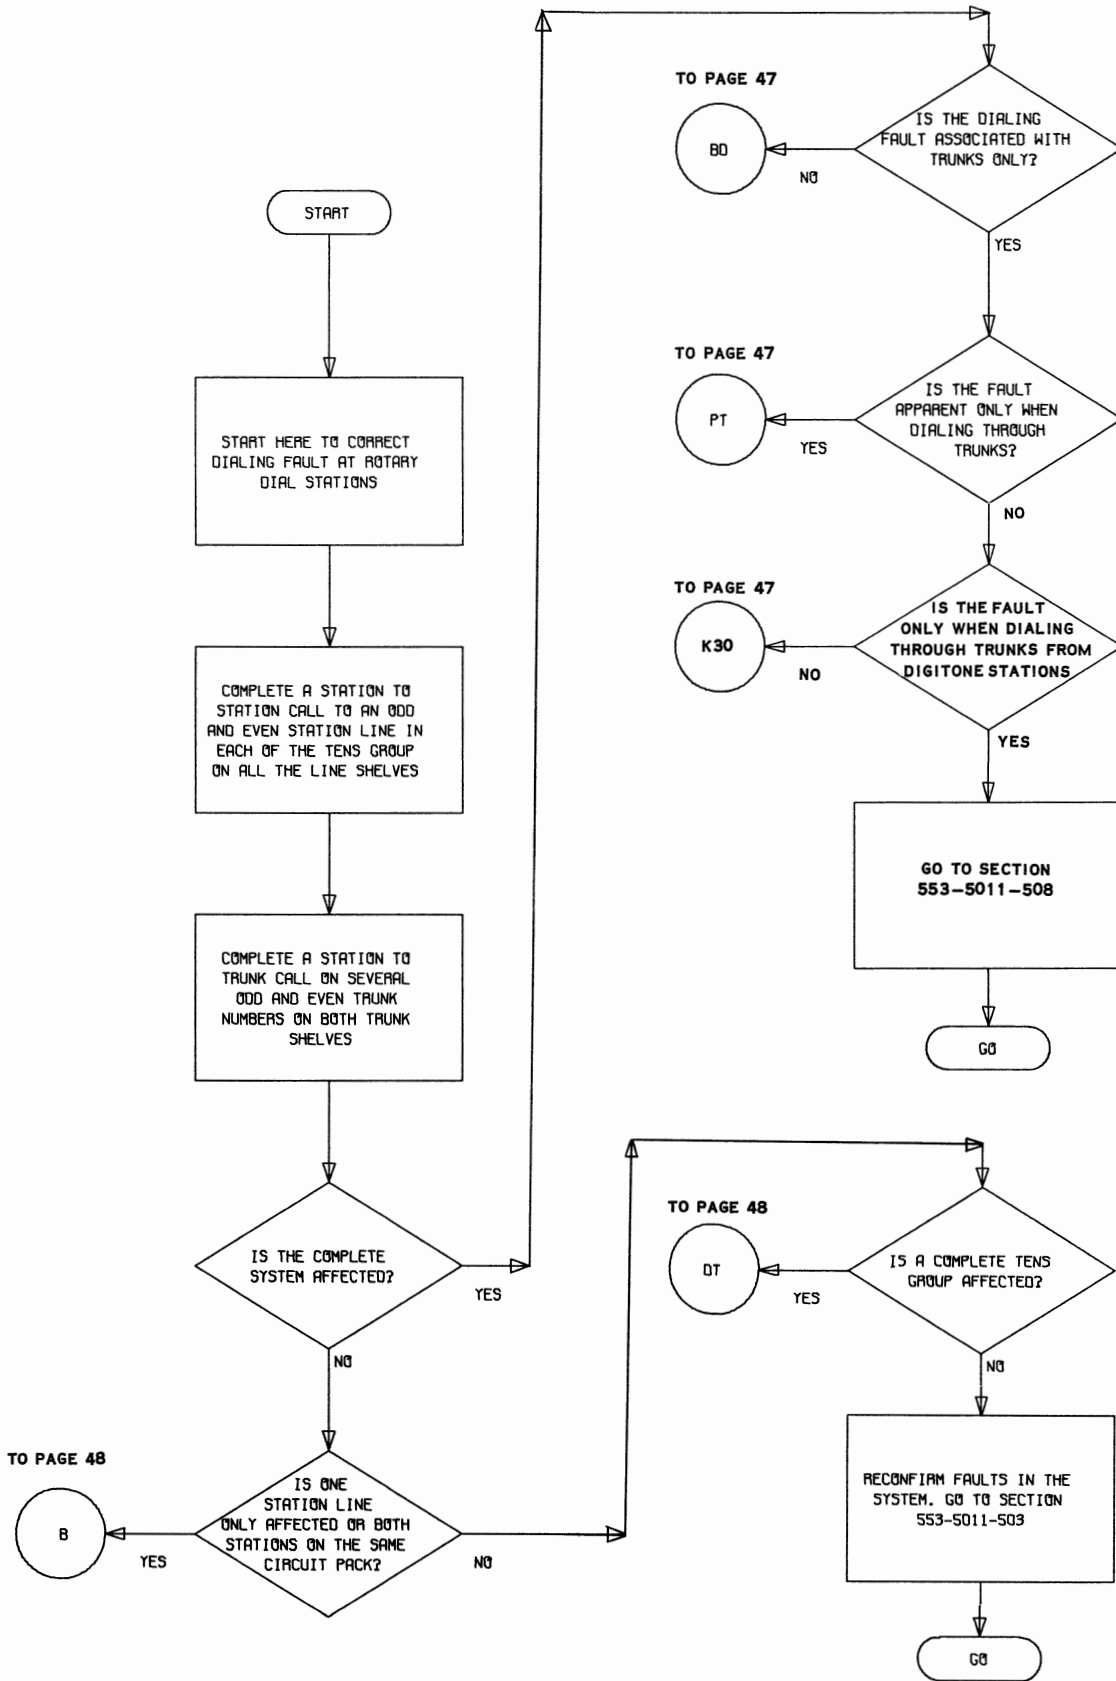 START
START HERE TO CORRECT
DIALING FAULT AT ROTARY
DIAL STATIONS
COMPLETE A STATION TO
STATION CALL TO AN ODD
AND EVEN STATION LINE IN
EACH OF THE TENS GROUP
ON ALL THE LINE SHELVES
COMPLETE A STATION TO
TRUNK CALL ON SEVERAL
ODD AND EVEN TRUNK
NUMBERS ON BOTH TRUNK
SHELVES
IS THE COMPLETE
SYSTEM AFFECTED?
YES
NO
TO PAGE 48
B
YES
IS ONE
STATION LINE
ONLY AFFECTED OR BOTH
STATIONS ON THE SAME
CIRCUIT PACK?
NO
TO PAGE 47
BD
NO
IS THE DIALING
FAULT ASSOCIATED WITH
TRUNKS ONLY?
YES
TO PAGE 47
PT
YES
IS THE FAULT
APPARENT ONLY WHEN
DIALING THROUGH
TRUNKS?
NO
TO PAGE 47
K30
NO
IS THE FAULT
ONLY WHEN DIALING
THROUGH TRUNKS FROM
DIGITONE STATIONS
YES
GO TO SECTION
553-5011-508
GO
TO PAGE 48
DT
YES
IS A COMPLETE TENS
GROUP AFFECTED?
NO
RECONFIRM FAULTS IN THE
SYSTEM. GO TO SECTION
553-5011-503
GO